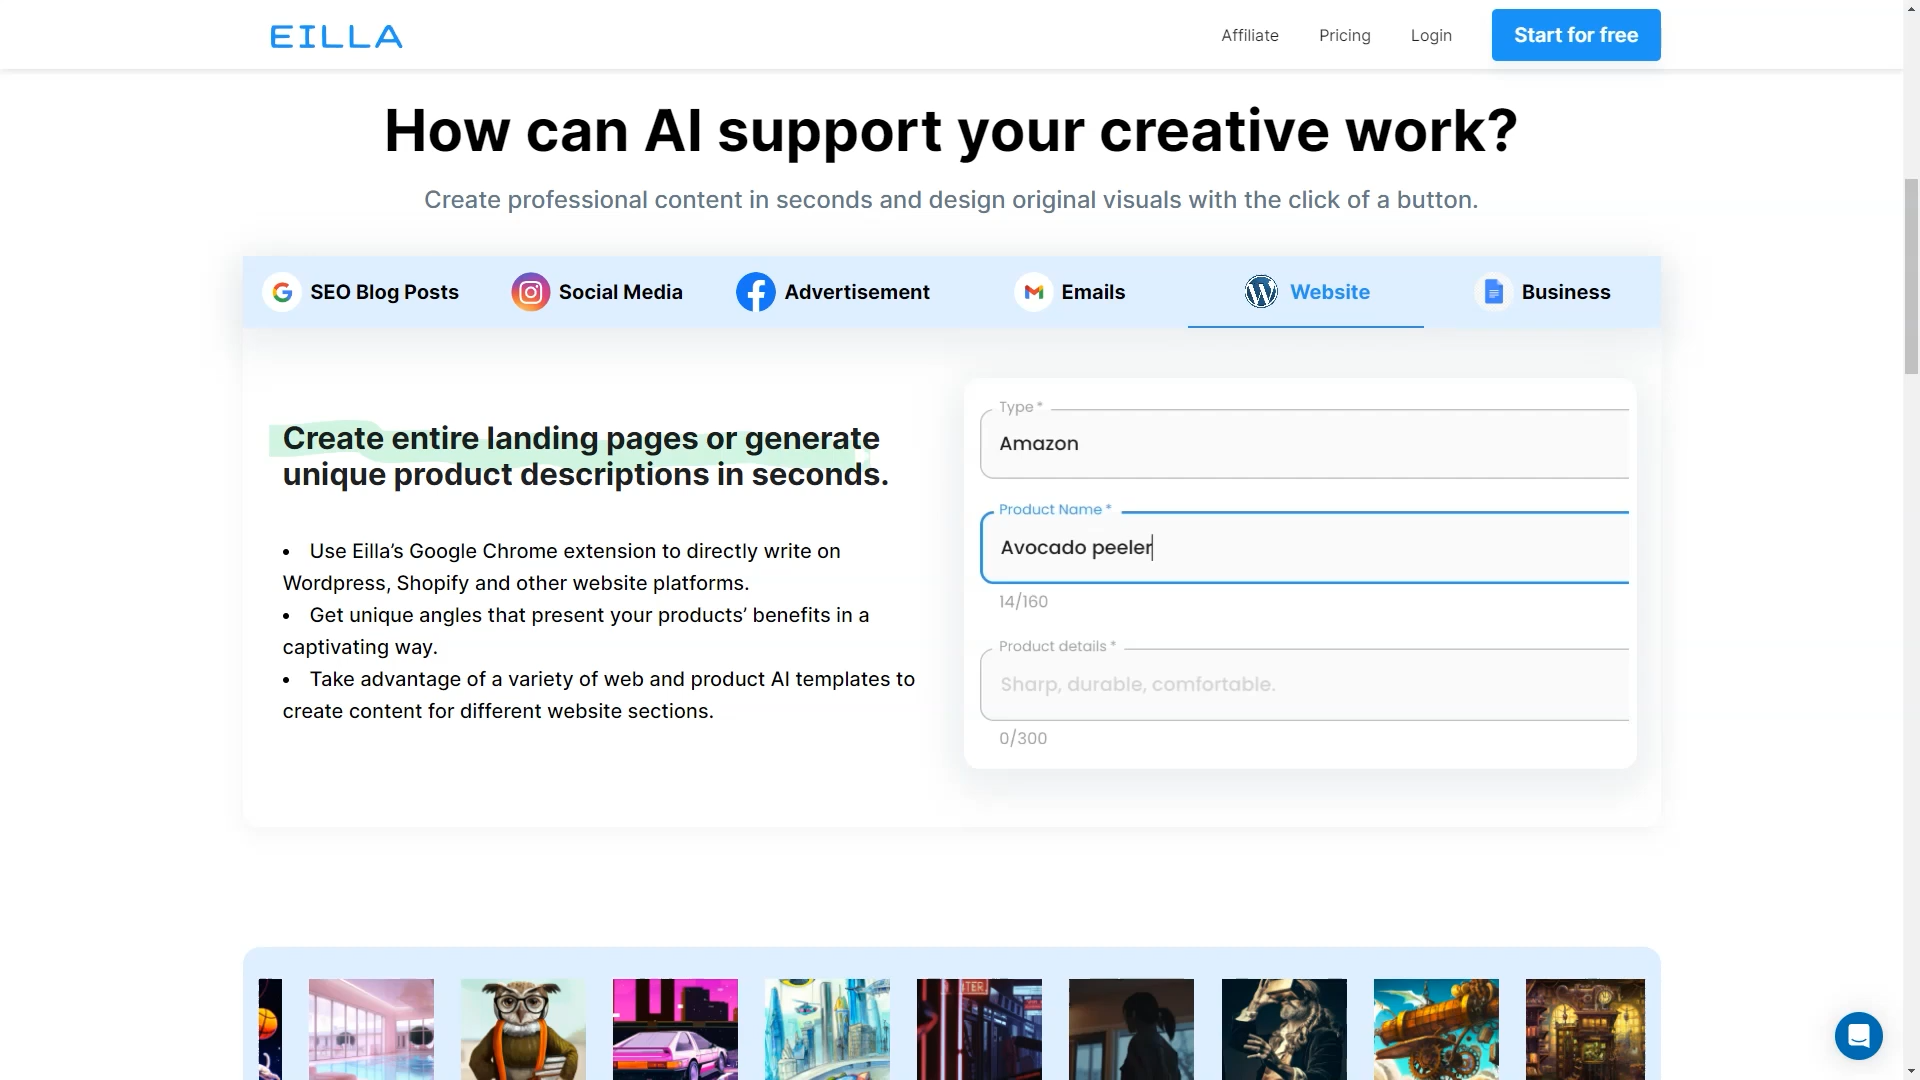 EILLA
Affiliate
Pricing
Login
Start for free
How can AI support your creative work?
Create professional content in seconds and design original visuals with the click of a button.
SEO Blog Posts
Social Media
Advertisement
Emails
Website
Business
Create entire landing pages or generate
unique product descriptions in seconds.
• Use Eilla’s Google Chrome extension to directly write on
Wordpress, Shopify and other website platforms.
• Get unique angles that present your products’ benefits in a
captivating way.
• Take advantage of a variety of web and product AI templates to
create content for different website sections.
Type *
Amazon
Product Name *
Avocado peeler
14/160
Product details *
Sharp, durable, comfortable.
0/300